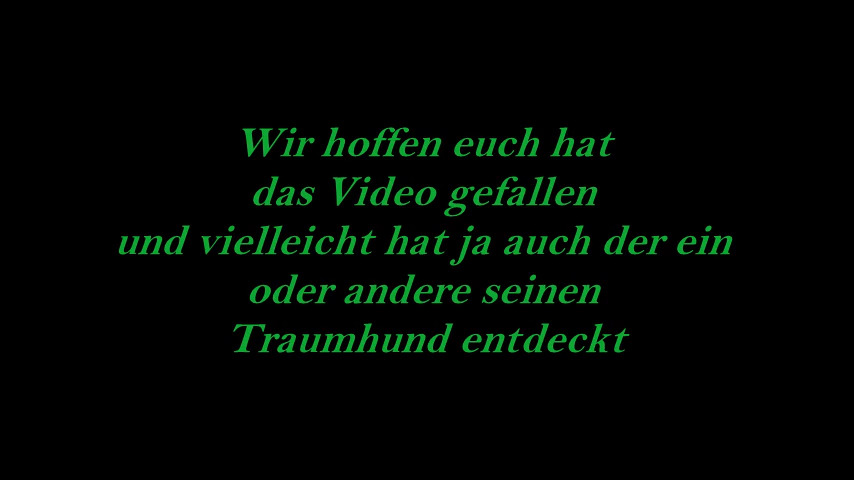 Wir hoffen euch hat
das Video gefallen
und vielleicht hat ja auch der ein
oder andere seinen
Traumhund entdeckt